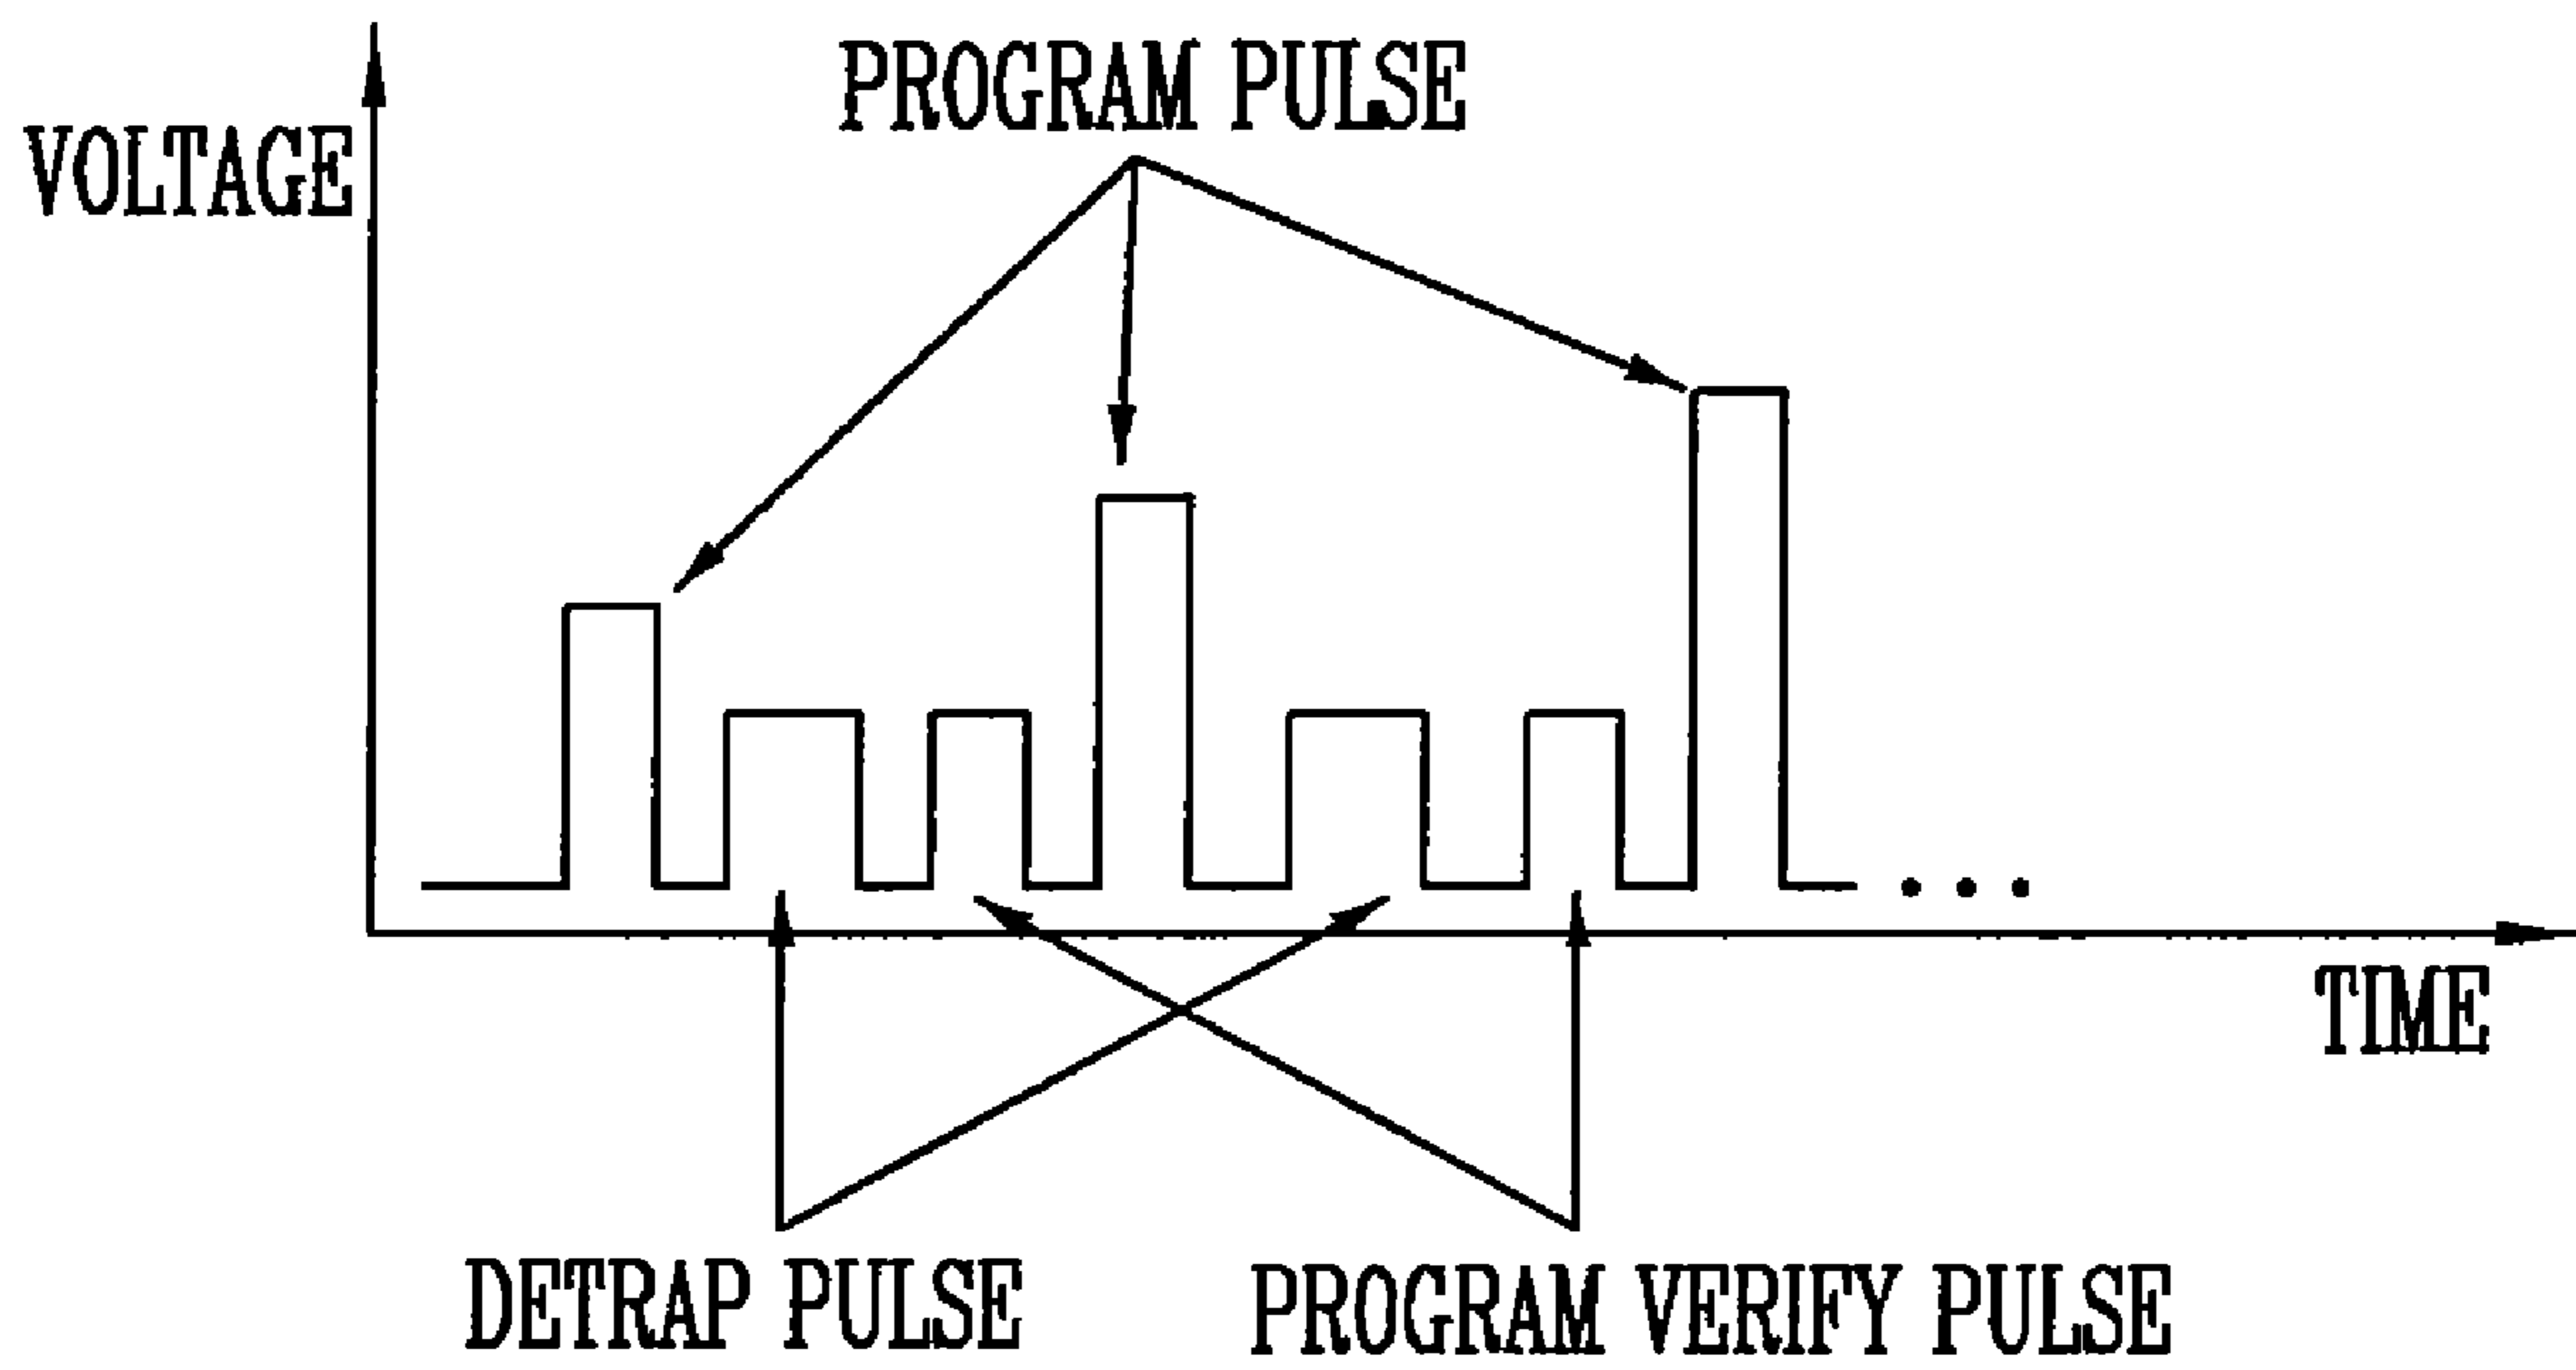 PROGRAM PULSE
VOLTAGE
TIME
DETRAP PULSE
PROGRAM VERIFY PULSE